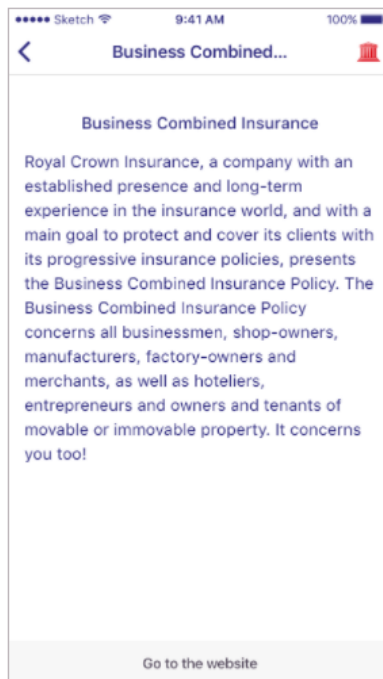 ●●●●● Sketch 9:41 AM 100%
Business Combined...
Business Combined Insurance
Royal Crown Insurance, a company with an
established presence and long-term
experience in the insurance world, and with a
main goal to protect and cover its clients with
its progressive insurance policies, presents
the Business Combined Insurance Policy. The
Business Combined Insurance Policy
concerns all businessmen, shop-owners,
manufacturers, factory-owners and
merchants, as well as hoteliers,
entrepreneurs and owners and tenants of
movable or immovable property. It concerns
you too!
Go to the website